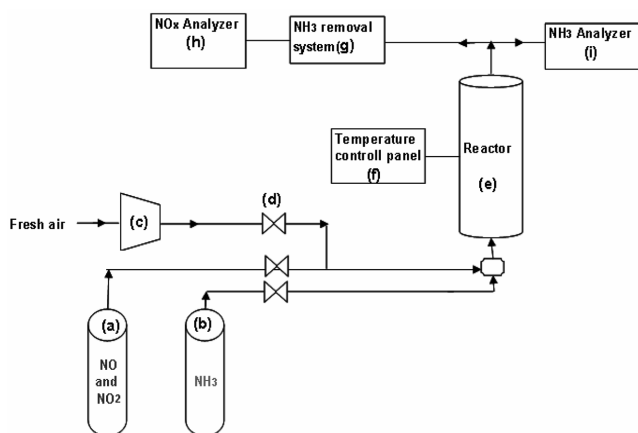 NOx Analyzer
(h)
NH3 removal
system(g)
NH3 Analyzer
(i)
Temperature
controll panel
(f)
Reactor
(e)
Fresh air
(c)
(d)
(a)
NO
and
NO2
(b)
NH3